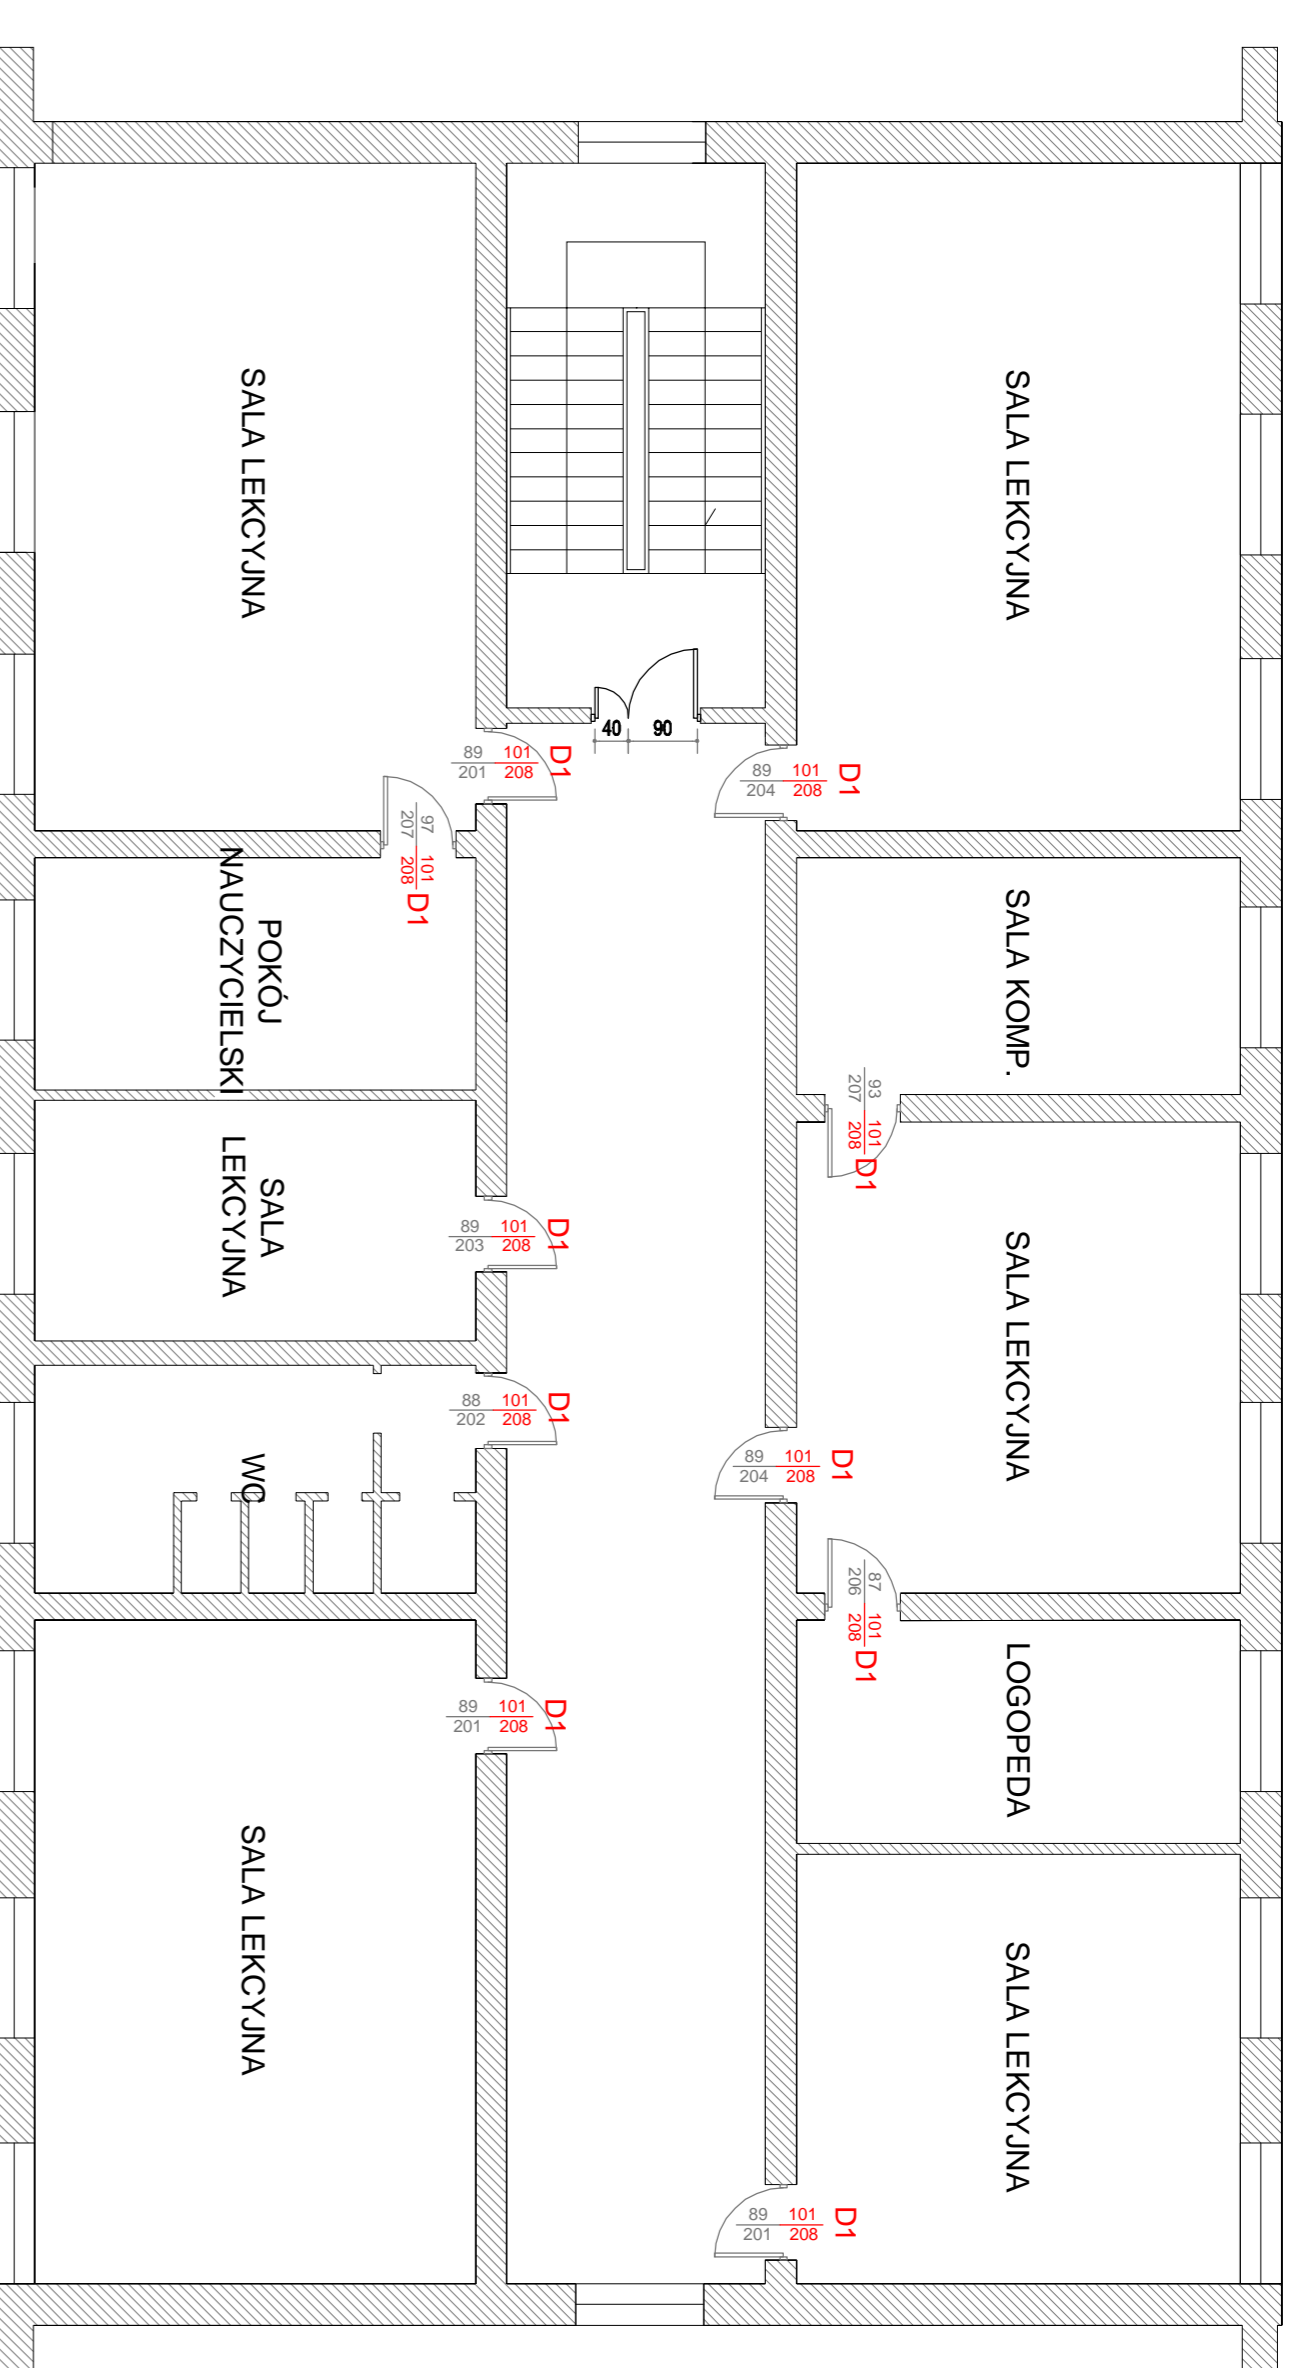 SALA LEKCYJNA
SALA LEKCYJNA
40
90
89
201
101
208
D1
89
204
101
208
D1
97
207
101
208
D1
POKÓJ
NAUCZYCIELSKI
SALA KOMP.
93
207
101
208
D1
SALA
LEKCYJNA
89
203
101
208
D1
SALA LEKCYJNA
88
202
101
208
D1
WC
89
204
101
208
D1
87
206
101
208
D1
LOGOPEDA
89
201
101
208
D1
SALA LEKCYJNA
SALA LEKCYJNA
89
201
101
208
D1